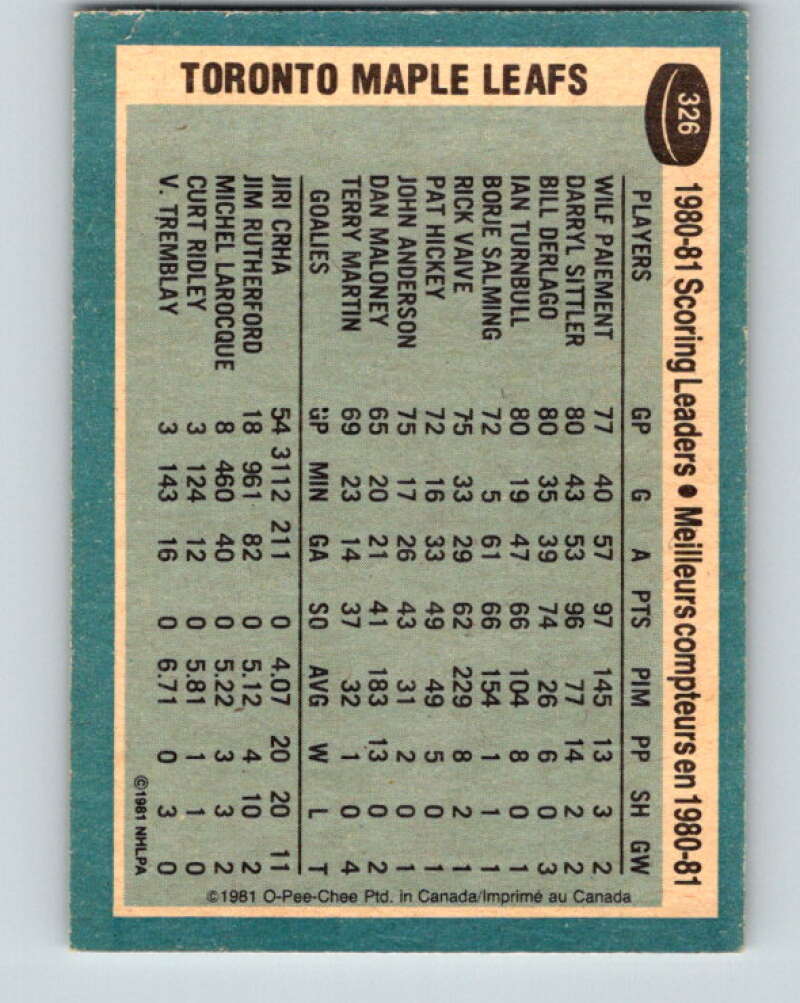 TORONTO MAPLE LEAFS
326
1980-81 Scoring Leaders • Meilleurs compteurs en 1980-81
PLAYERS GP G A PTS PIM PP SH GW
WILF PAIEMENT 77 40 57 97 145 13 3 2
DARRYL SITTLER 80 43 53 96 77 14 2 2
BILL DERLAGO 80 35 39 74 26 6 0 3
IAN TURNBULL 80 19 47 66 104 8 0 1
BORJE SALMING 72 5 61 66 154 1 1 1
RICK VAIVE 75 33 29 62 229 8 2 1
PAT HICKEY 72 16 33 49 49 5 0 1
JOHN ANDERSON 75 17 26 43 31 2 0 1
DAN MALONEY 65 20 21 41 183 13 0 2
TERRY MARTIN 69 23 14 37 32 1 0 4
GOALIES GP MIN GA SO AVG W L T
JIRI CRHA 54 3112 211 0 4.07 20 20 11
JIM RUTHERFORD 18 961 82 0 5.12 4 10 2
MICHEL LAROCQUE 8 460 40 0 5.22 3 3 2
CURT RIDLEY 3 124 12 0 5.81 1 1 0
V. TREMBLAY 3 143 16 0 6.71 0 3 0
©1981 NHLPA
©1981 O-Pee-Chee Ptd. in Canada/Imprimé au Canada